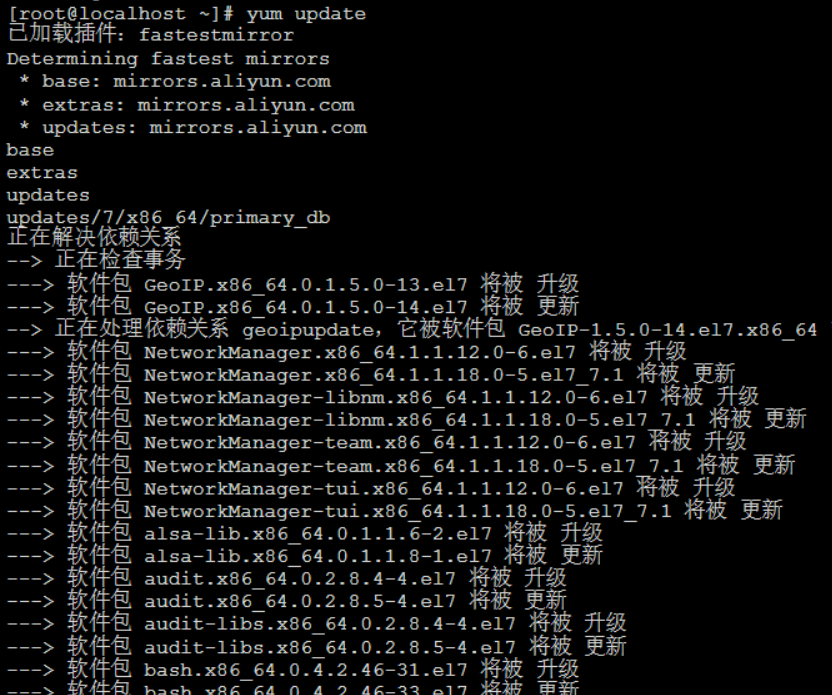 [root@localhost ~]# yum update
已加载插件：fastestmirror
Determining fastest mirrors
 * base: mirrors.aliyun.com
 * extras: mirrors.aliyun.com
 * updates: mirrors.aliyun.com
base
extras
updates
updates/7/x86_64/primary_db
正在解决依赖关系
--> 正在检查事务
---> 软件包 GeoIP.x86_64.0.1.5.0-13.el7 将被 升级
---> 软件包 GeoIP.x86_64.0.1.5.0-14.el7 将被 更新
--> 正在处理依赖关系 geoipupdate，它被软件包 GeoIP-1.5.0-14.el7.x86_64
---> 软件包 NetworkManager.x86_64.1.1.12.0-6.el7 将被 升级
---> 软件包 NetworkManager.x86_64.1.1.18.0-5.el7_7.1 将被 更新
---> 软件包 NetworkManager-libnm.x86_64.1.1.12.0-6.el7 将被 升级
---> 软件包 NetworkManager-libnm.x86_64.1.1.18.0-5.el7_7.1 将被 更新
---> 软件包 NetworkManager-team.x86_64.1.1.12.0-6.el7 将被 升级
---> 软件包 NetworkManager-team.x86_64.1.1.18.0-5.el7_7.1 将被 更新
---> 软件包 NetworkManager-tui.x86_64.1.1.12.0-6.el7 将被 升级
---> 软件包 NetworkManager-tui.x86_64.1.1.18.0-5.el7_7.1 将被 更新
---> 软件包 alsa-lib.x86_64.0.1.1.6-2.el7 将被 升级
---> 软件包 alsa-lib.x86_64.0.1.1.8-1.el7 将被 更新
---> 软件包 audit.x86_64.0.2.8.4-4.el7 将被 升级
---> 软件包 audit.x86_64.0.2.8.5-4.el7 将被 更新
---> 软件包 audit-libs.x86_64.0.2.8.4-4.el7 将被 升级
---> 软件包 audit-libs.x86_64.0.2.8.5-4.el7 将被 更新
---> 软件包 bash.x86_64.0.4.2.46-31.el7 将被 升级
---> 软件包 bash.x86_64.0.4.2.46-33.el7 将被 更新